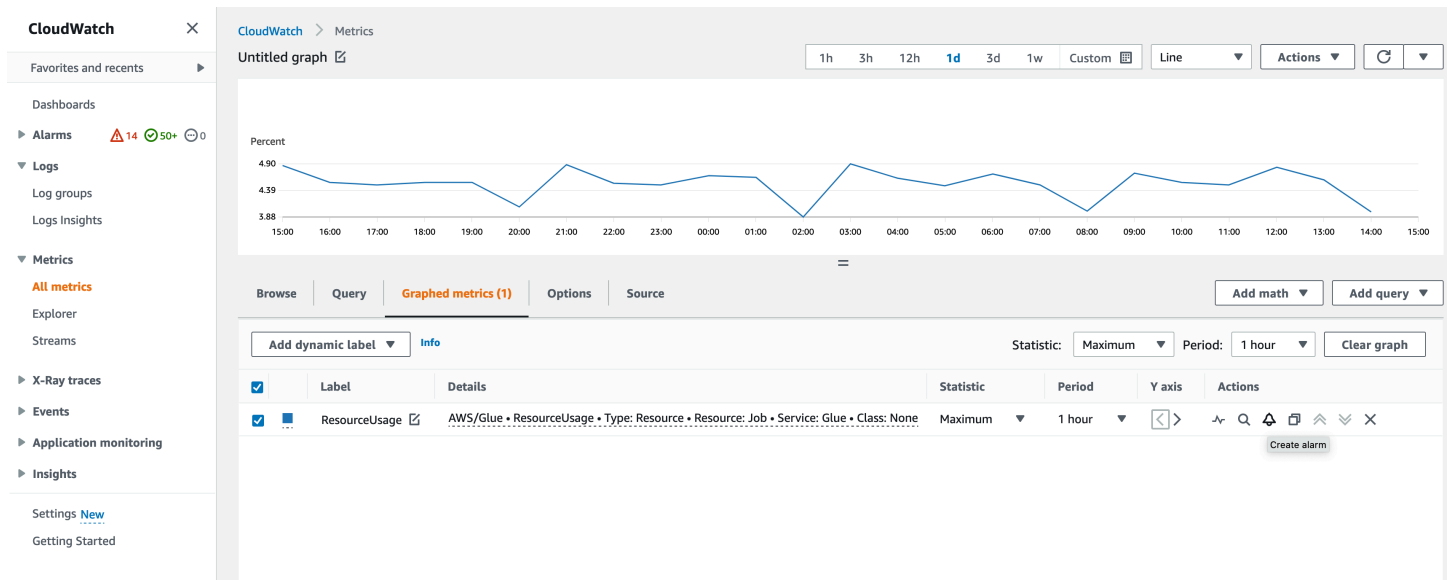 CloudWatch
Favorites and recents
Dashboards
Alarms 14 50+ 0
Logs
Log groups
Logs Insights
Metrics
All metrics
Explorer
Streams
X-Ray traces
Events
Application monitoring
Insights
Settings New
Getting Started
CloudWatch Metrics
Untitled graph
1h 3h 12h 1d 3d 1w Custom Line Actions
Percent
4.90
4.39
3.88
15:00 16:00 17:00 18:00 19:00 20:00 21:00 22:00 23:00 00:00 01:00 02:00 03:00 04:00 05:00 06:00 07:00 08:00 09:00 10:00 11:00 12:00 13:00 14:00 15:00
Browse Query Graphed metrics (1) Options Source Add math Add query
Add dynamic label Info Statistic: Maximum Period: 1 hour Clear graph
Label Details Statistic Period Y axis Actions
ResourceUsage AWS/Glue • ResourceUsage • Type: Resource • Resource: Job • Service: Glue • Class: None Maximum 1 hour
Create alarm